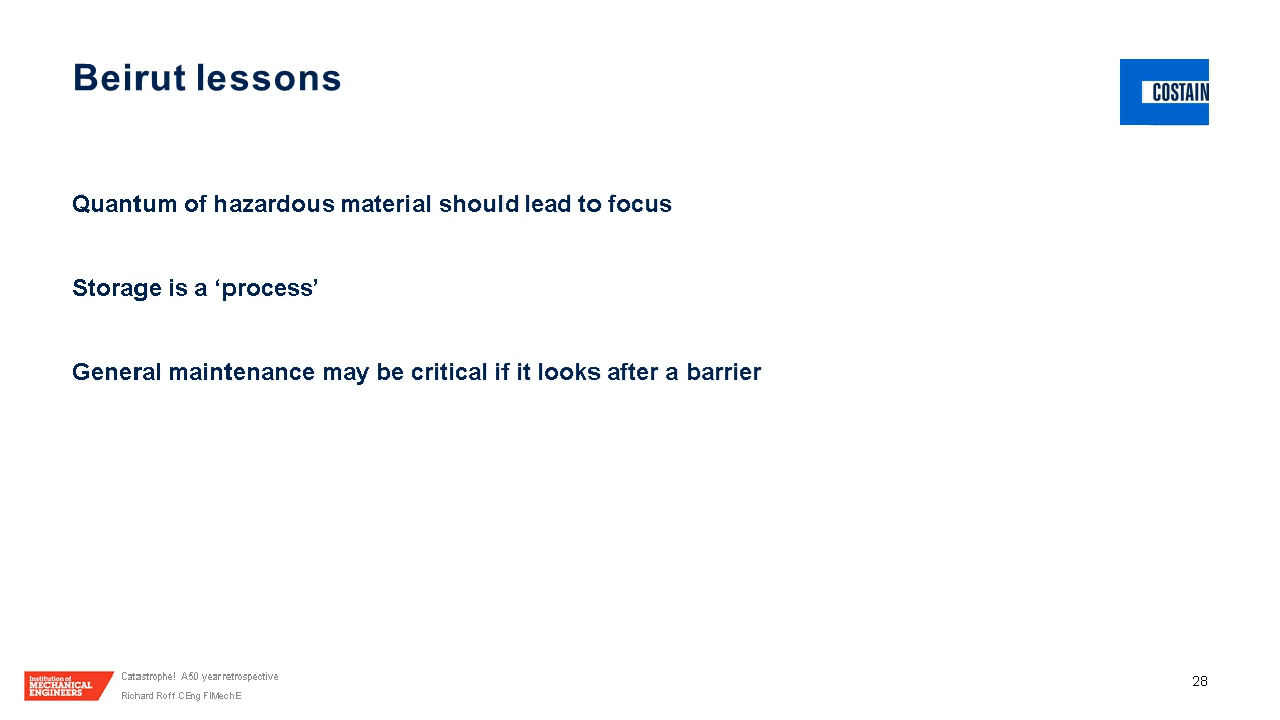 Beirut lessons
COSTAIN
Quantum of hazardous material should lead to focus
Storage is a ‘process’
General maintenance may be critical if it looks after a barrier
Institution of
MECHANICAL
ENGINEERS
Catastrophe! A 50 year retrospective
Richard Roff CEng FIMechE
28